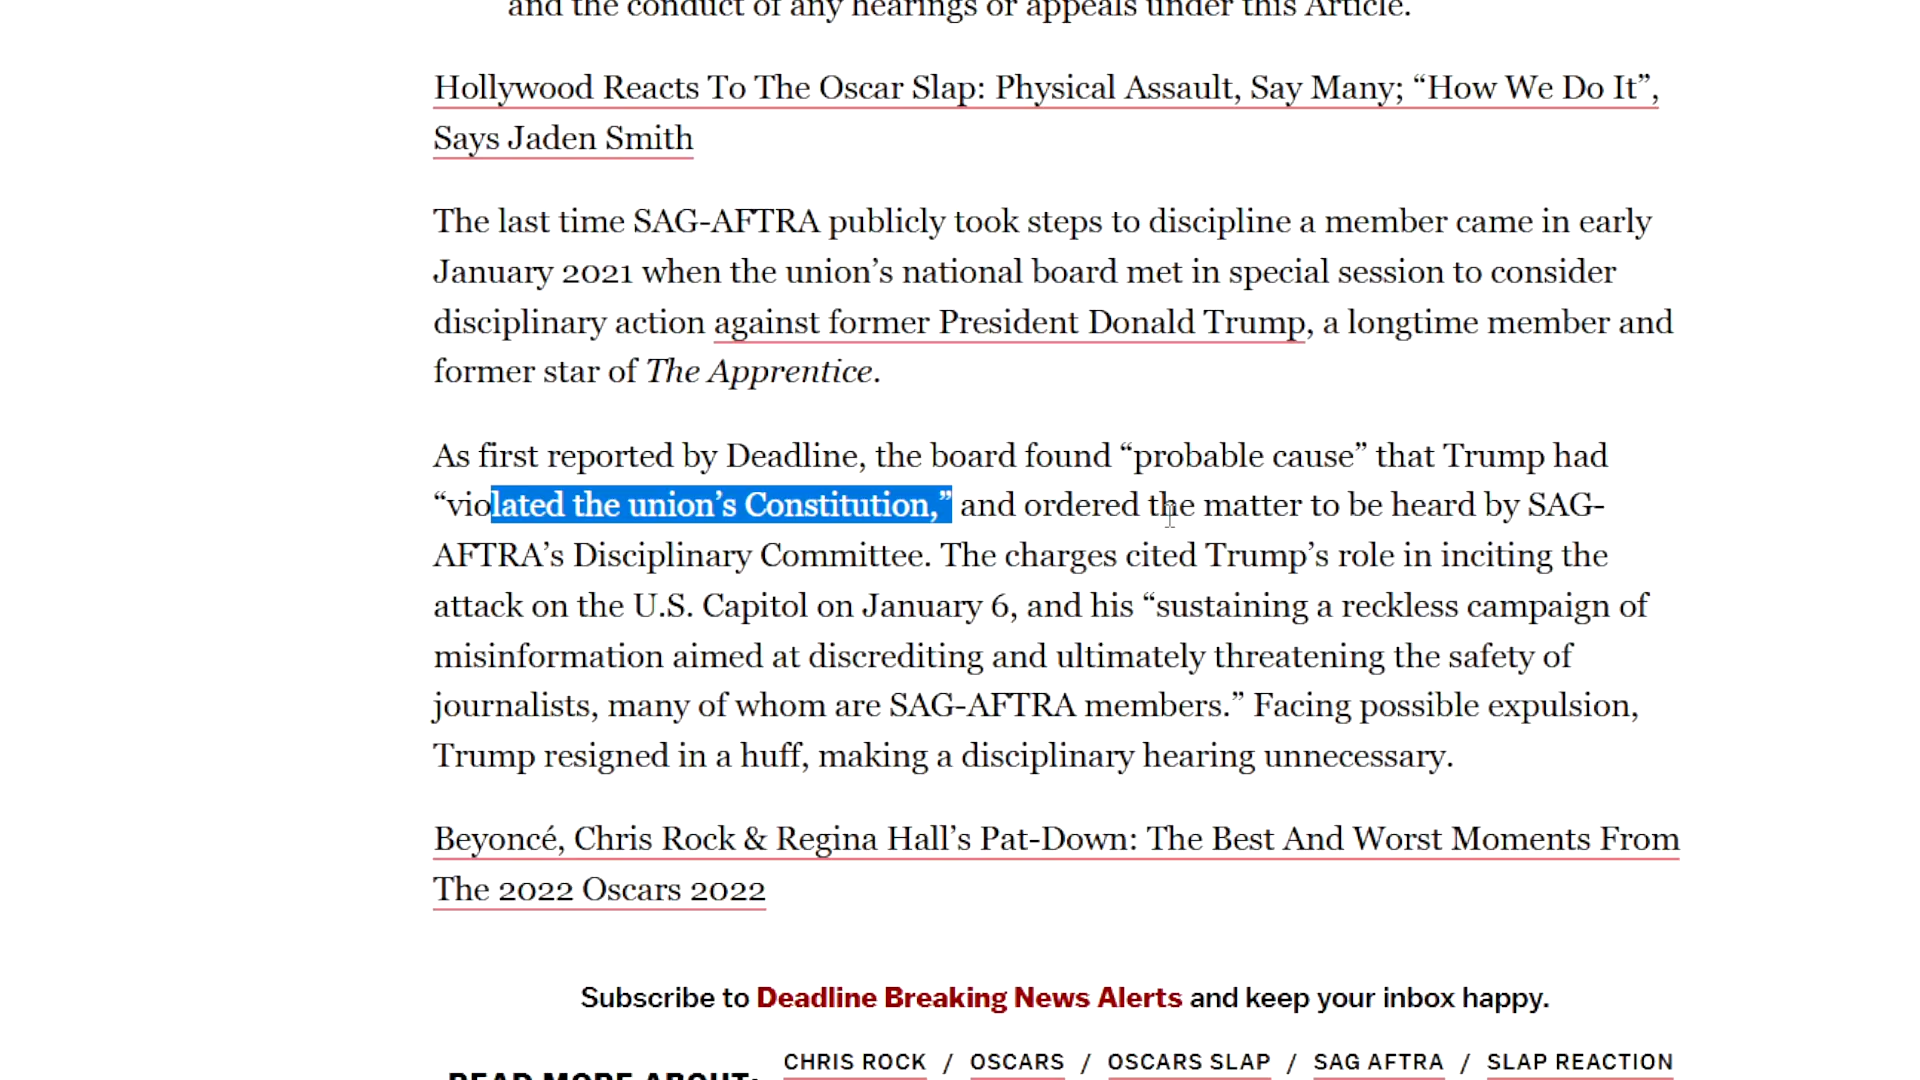 and the conduct of any hearings or appeals under this Article.
Hollywood Reacts To The Oscar Slap: Physical Assault, Say Many; “How We Do It”,
Says Jaden Smith
The last time SAG-AFTRA publicly took steps to discipline a member came in early
January 2021 when the union’s national board met in special session to consider
disciplinary action against former President Donald Trump, a longtime member and
former star of The Apprentice.
As first reported by Deadline, the board found “probable cause” that Trump had
“violated the union’s Constitution,” and ordered the matter to be heard by SAG-
AFTRA’s Disciplinary Committee. The charges cited Trump’s role in inciting the
attack on the U.S. Capitol on January 6, and his “sustaining a reckless campaign of
misinformation aimed at discrediting and ultimately threatening the safety of
journalists, many of whom are SAG-AFTRA members.” Facing possible expulsion,
Trump resigned in a huff, making a disciplinary hearing unnecessary.
Beyoncé, Chris Rock & Regina Hall’s Pat-Down: The Best And Worst Moments From
The 2022 Oscars 2022
Subscribe to Deadline Breaking News Alerts and keep your inbox happy.
READ MORE ABOUT: CHRIS ROCK / OSCARS / OSCARS SLAP / SAG AFTRA / SLAP REACTION